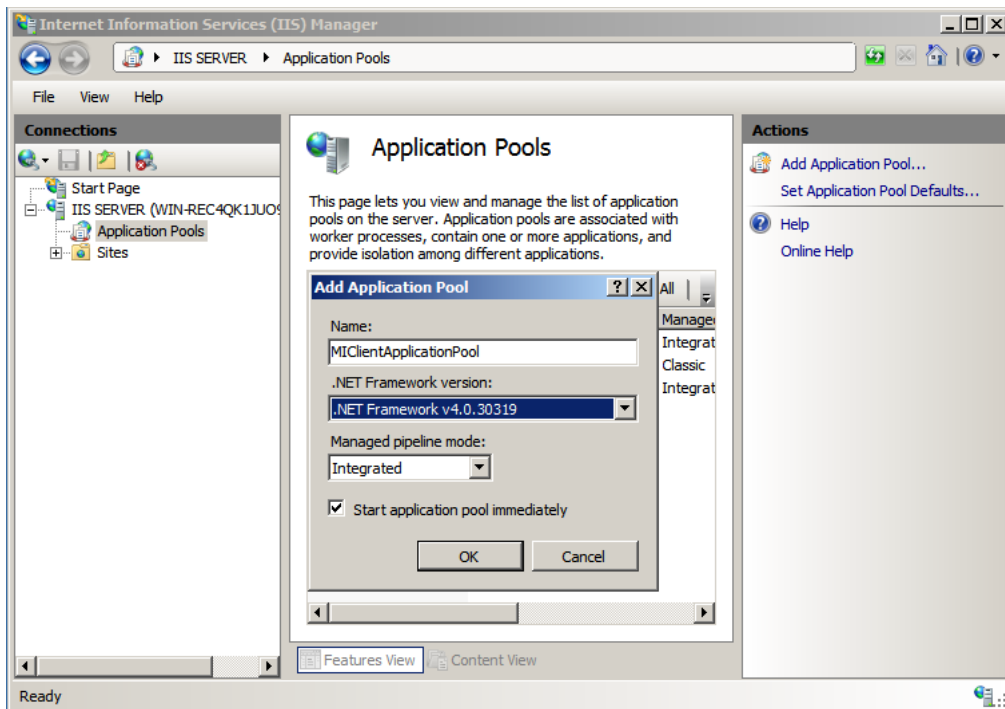 Internet Information Services (IIS) Manager
IIS SERVER
Application Pools
File View Help
Connections
Start Page
IIS SERVER (WIN-REC4QK1JUO9
Application Pools
Sites
Application Pools
This page lets you view and manage the list of application
pools on the server. Application pools are associated with
worker processes, contain one or more applications, and
provide isolation among different applications.
All
Manage
Integrat
Classic
Integrat
Add Application Pool
Name:
MIClientApplicationPool
.NET Framework version:
.NET Framework v4.0.30319
Managed pipeline mode:
Integrated
Start application pool immediately
OK Cancel
Features View Content View
Actions
Add Application Pool...
Set Application Pool Defaults...
Help
Online Help
Ready